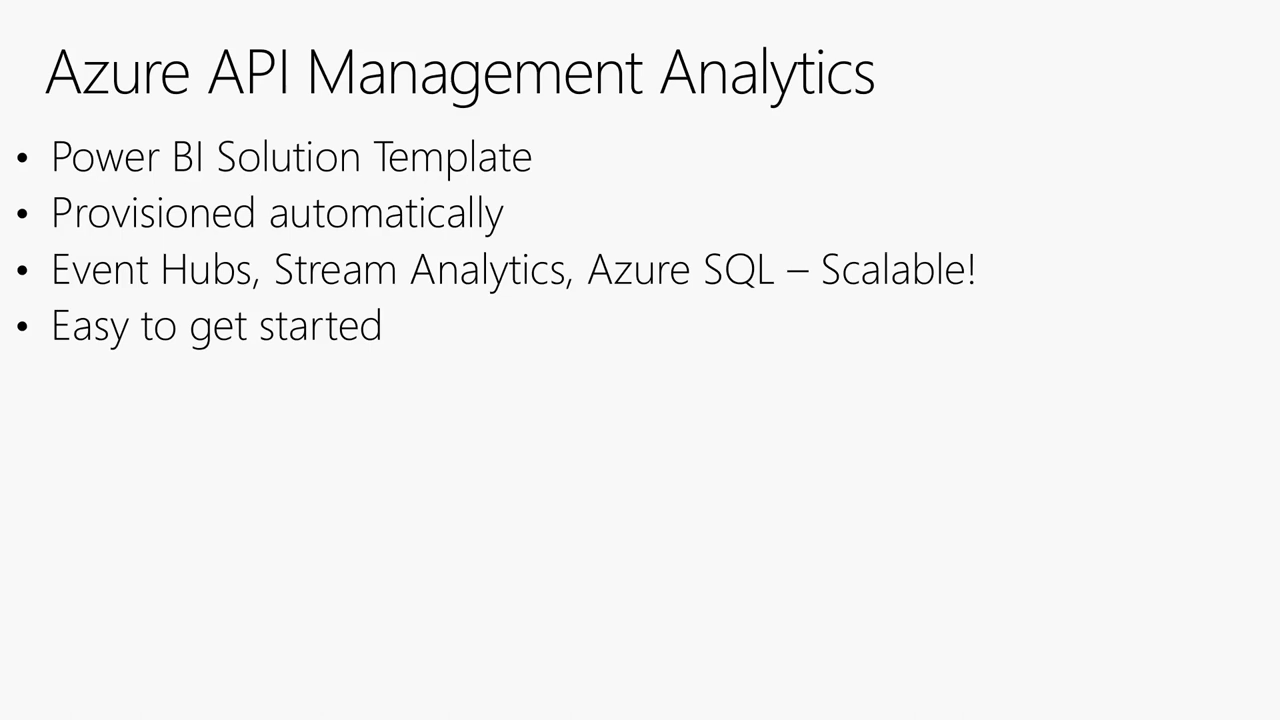 Azure API Management Analytics
• Power BI Solution Template
• Provisioned automatically
• Event Hubs, Stream Analytics, Azure SQL – Scalable!
• Easy to get started